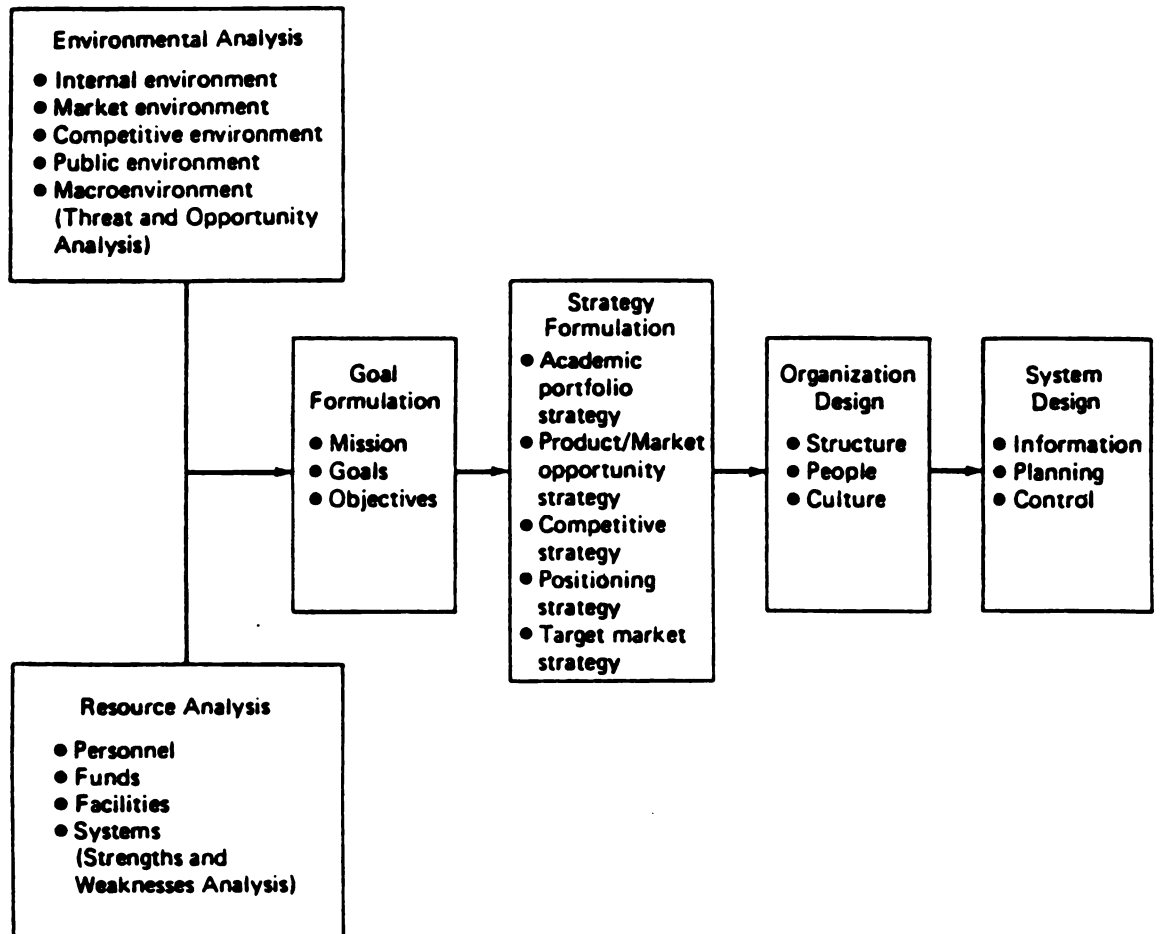 Environmental Analysis
● Internal environment
● Market environment
● Competitive environment
● Public environment
● Macroenvironment
(Threat and Opportunity
Analysis)
Goal
Formulation
● Mission
● Goals
● Objectives
Strategy
Formulation
● Academic
portfolio
strategy
● Product/Market
opportunity
strategy
● Competitive
strategy
● Positioning
strategy
● Target market
strategy
Organization
Design
● Structure
● People
● Culture
System
Design
● Information
● Planning
● Control
Resource Analysis
● Personnel
● Funds
● Facilities
● Systems
(Strengths and
Weaknesses Analysis)